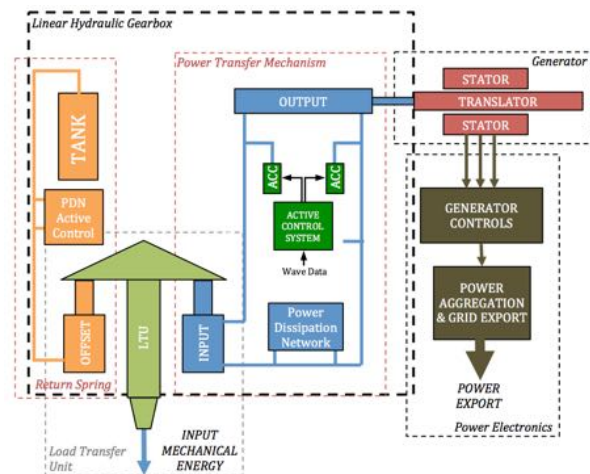 Linear Hydraulic Gearbox
Power Transfer Mechanism
Generator
STATOR
TRANSLATOR
STATOR
OUTPUT
TANK
ACC
ACC
PDN
Active
Control
ACTIVE
CONTROL
SYSTEM
Wave Data
GENERATOR
CONTROLS
POWER
AGGREGATION
& GRID EXPORT
OFFSET
LTU
INPUT
Power
Dissipation
Network
Return Spring
POWER
EXPORT
Power Electronics
Load Transfer
Unit
INPUT
MECHANICAL
ENERGY